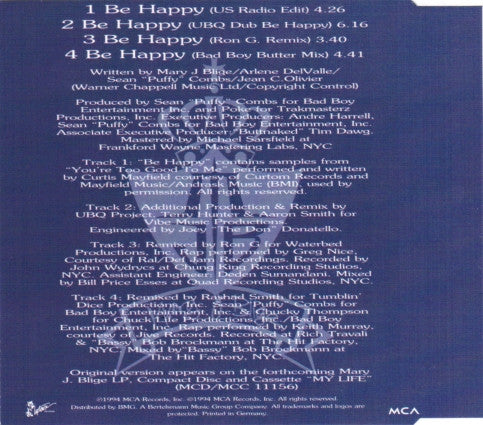 1 Be Happy (US Radio Edit) 4.26
2 Be Happy (UBQ Dub Be Happy) 6.16
3 Be Happy (Ron G. Remix) 3.40
4 Be Happy (Bad Boy Butter Mix) 4.41
Written by Mary J Blige/Arlene DelValle/
Sean "Puffy" Combs/Jean C.Olivier
(Warner Chappell Music Ltd/Copyright Control)
Produced by Sean "Puffy" Combs for Bad Boy
Entertainment Inc. and Poke for Trakmasterz
Productions, Inc. Executive Producers: Andre Harrell,
Sean "Puffy" Combs for Bad Boy Entertainment, Inc.
Associate Executive Producer/"Buttnaked" Tim Dawg.
Mastered by Michael Sarsfield at
Frankford Wayne Mastering Labs, NYC
Track 1: "Be Happy" contains samples from
"You're Too Good To Me" performed and written
by Curtis Mayfield courtesy of Curtom Records and
Mayfield Music/Andrask Music (BMI), used by
permission. All rights reserved.
Track 2: Additional Production & Remix by
UBQ Project, Terry Hunter & Aaron Smith for
Vibe Music Productions.
Engineered by Joey "The Don" Donatello.
Track 3: Remixed by Ron G for Waterbed
Productions, Inc. Rap performed by Greg Nice,
Courtesy of Ral/Def Jam Recordings. Recorded by
John Wydrycs at Chung King Recording Studios,
NYC. Assistant Engineer: Deden Sumandani. Mixed
by Bill Price Esses at Quad Recording Studios, NYC.
Track 4: Remixed by Rashad Smith for Tumblin'
Dice Productions, Inc. Sean "Puffy" Combs for
Bad Boy Entertainment, Inc. & Chucky Thompson
for Chuck Life Productions, Inc./Bad Boy
Entertainment, Inc. Rap performed by Keith Murray,
courtesy of Jive Records. Recorded at Rich Travali
& "Bassy" Bob Brockmann at The Hit Factory,
NYC. Mixed by "Bassy" Bob Brockmann at
The Hit Factory, NYC
Original version appears on the forthcoming Mary
J. Blige LP, Compact Disc and Cassette "MY LIFE"
(MCD/MCC 11156)
℗1994 MCA Records, Inc. ©1994 MCA Records, Inc. All rights reserved.
Distributed by BMG. A Bertelsmann Music Group Company. All trademarks and logos are
protected. Printed in Germany.
MCA